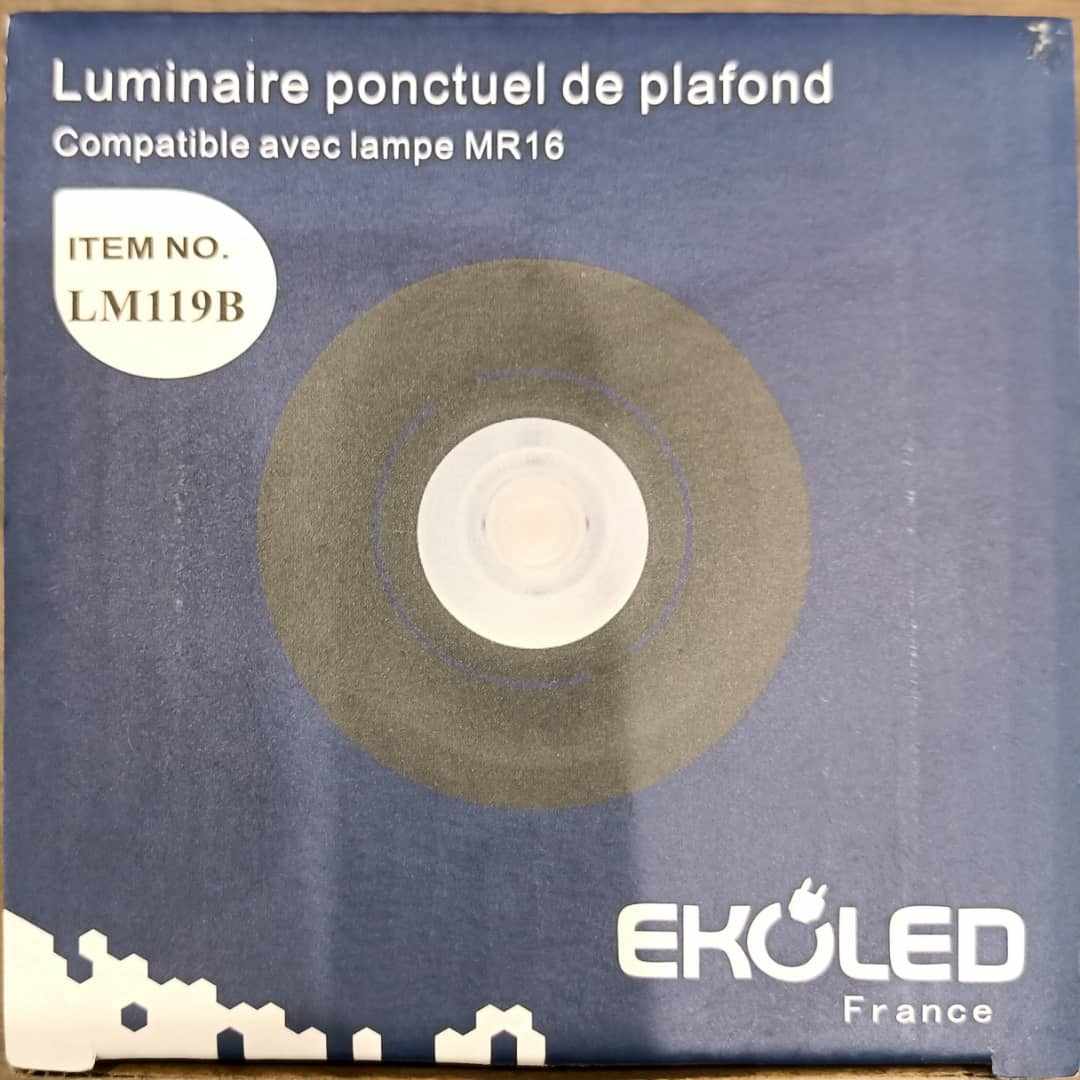 Luminaire ponctuel de plafond
Compatible avec lampe MR16
ITEM NO.
LM119B
EKOLED
France